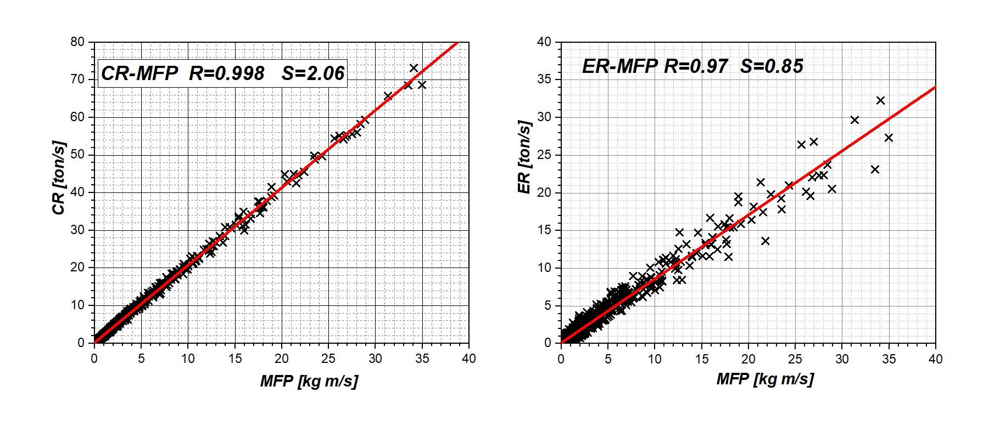 80
70
60
50
40
30
20
10
0
CR [ton/s]
CR-MFP R=0.998 S=2.06
0 5 10 15 20 25 30 35 40
MFP [kg m/s]
40
35
30
25
20
15
10
5
0
ER [ton/s]
ER-MFP R=0.97 S=0.85
0 5 10 15 20 25 30 35 40
MFP [kg m/s]